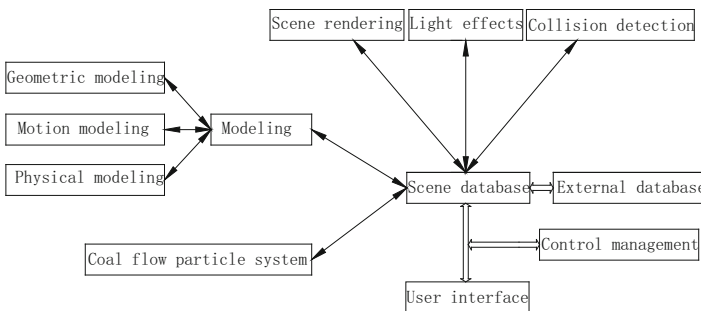 Scene rendering
Light effects
Collision detection
Geometric modeling
Motion modeling
Modeling
Physical modeling
Scene database
External database
Coal flow particle system
Control management
User interface